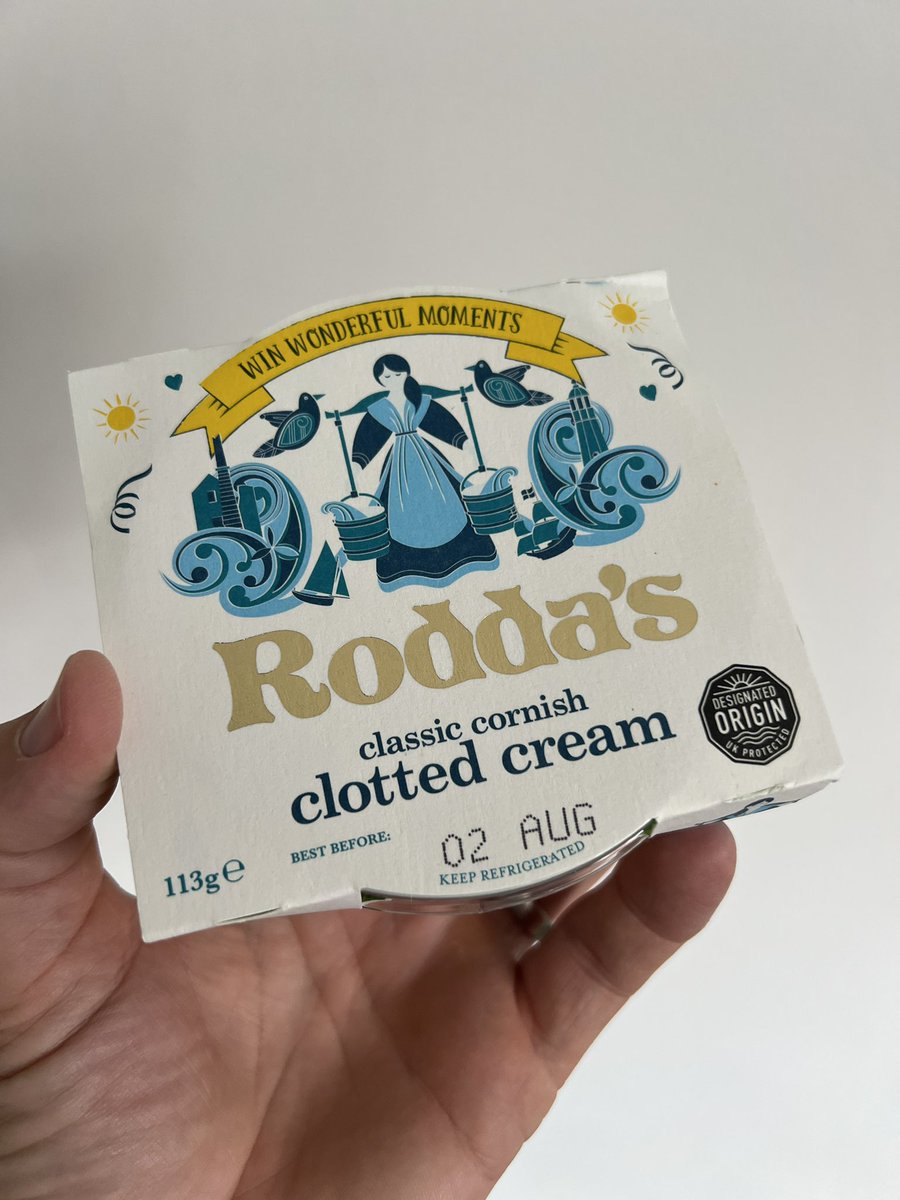 WIN WONDERFUL MOMENTS
Rodda's
classic cornish
clotted cream
DESIGNATED
ORIGIN
UK PROTECTED
BEST BEFORE:
02 AUG
KEEP REFRIGERATED
113g℮